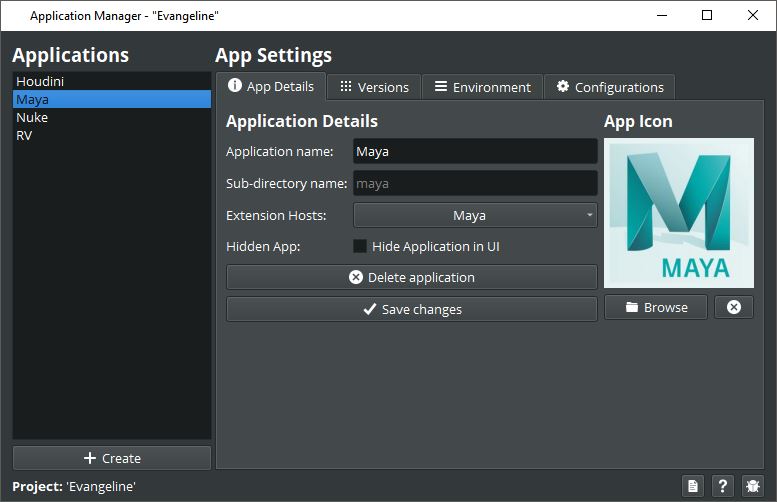 Application Manager - "Evangeline"
Applications
App Settings
Houdini
Maya
Nuke
RV
Create
App Details
Versions
Environment
Configurations
Application Details
App Icon
Application name: Maya
Sub-directory name: maya
Extension Hosts: Maya
Hidden App: Hide Application in UI
Delete application
Save changes
MAYA
Browse
Project: 'Evangeline'
?